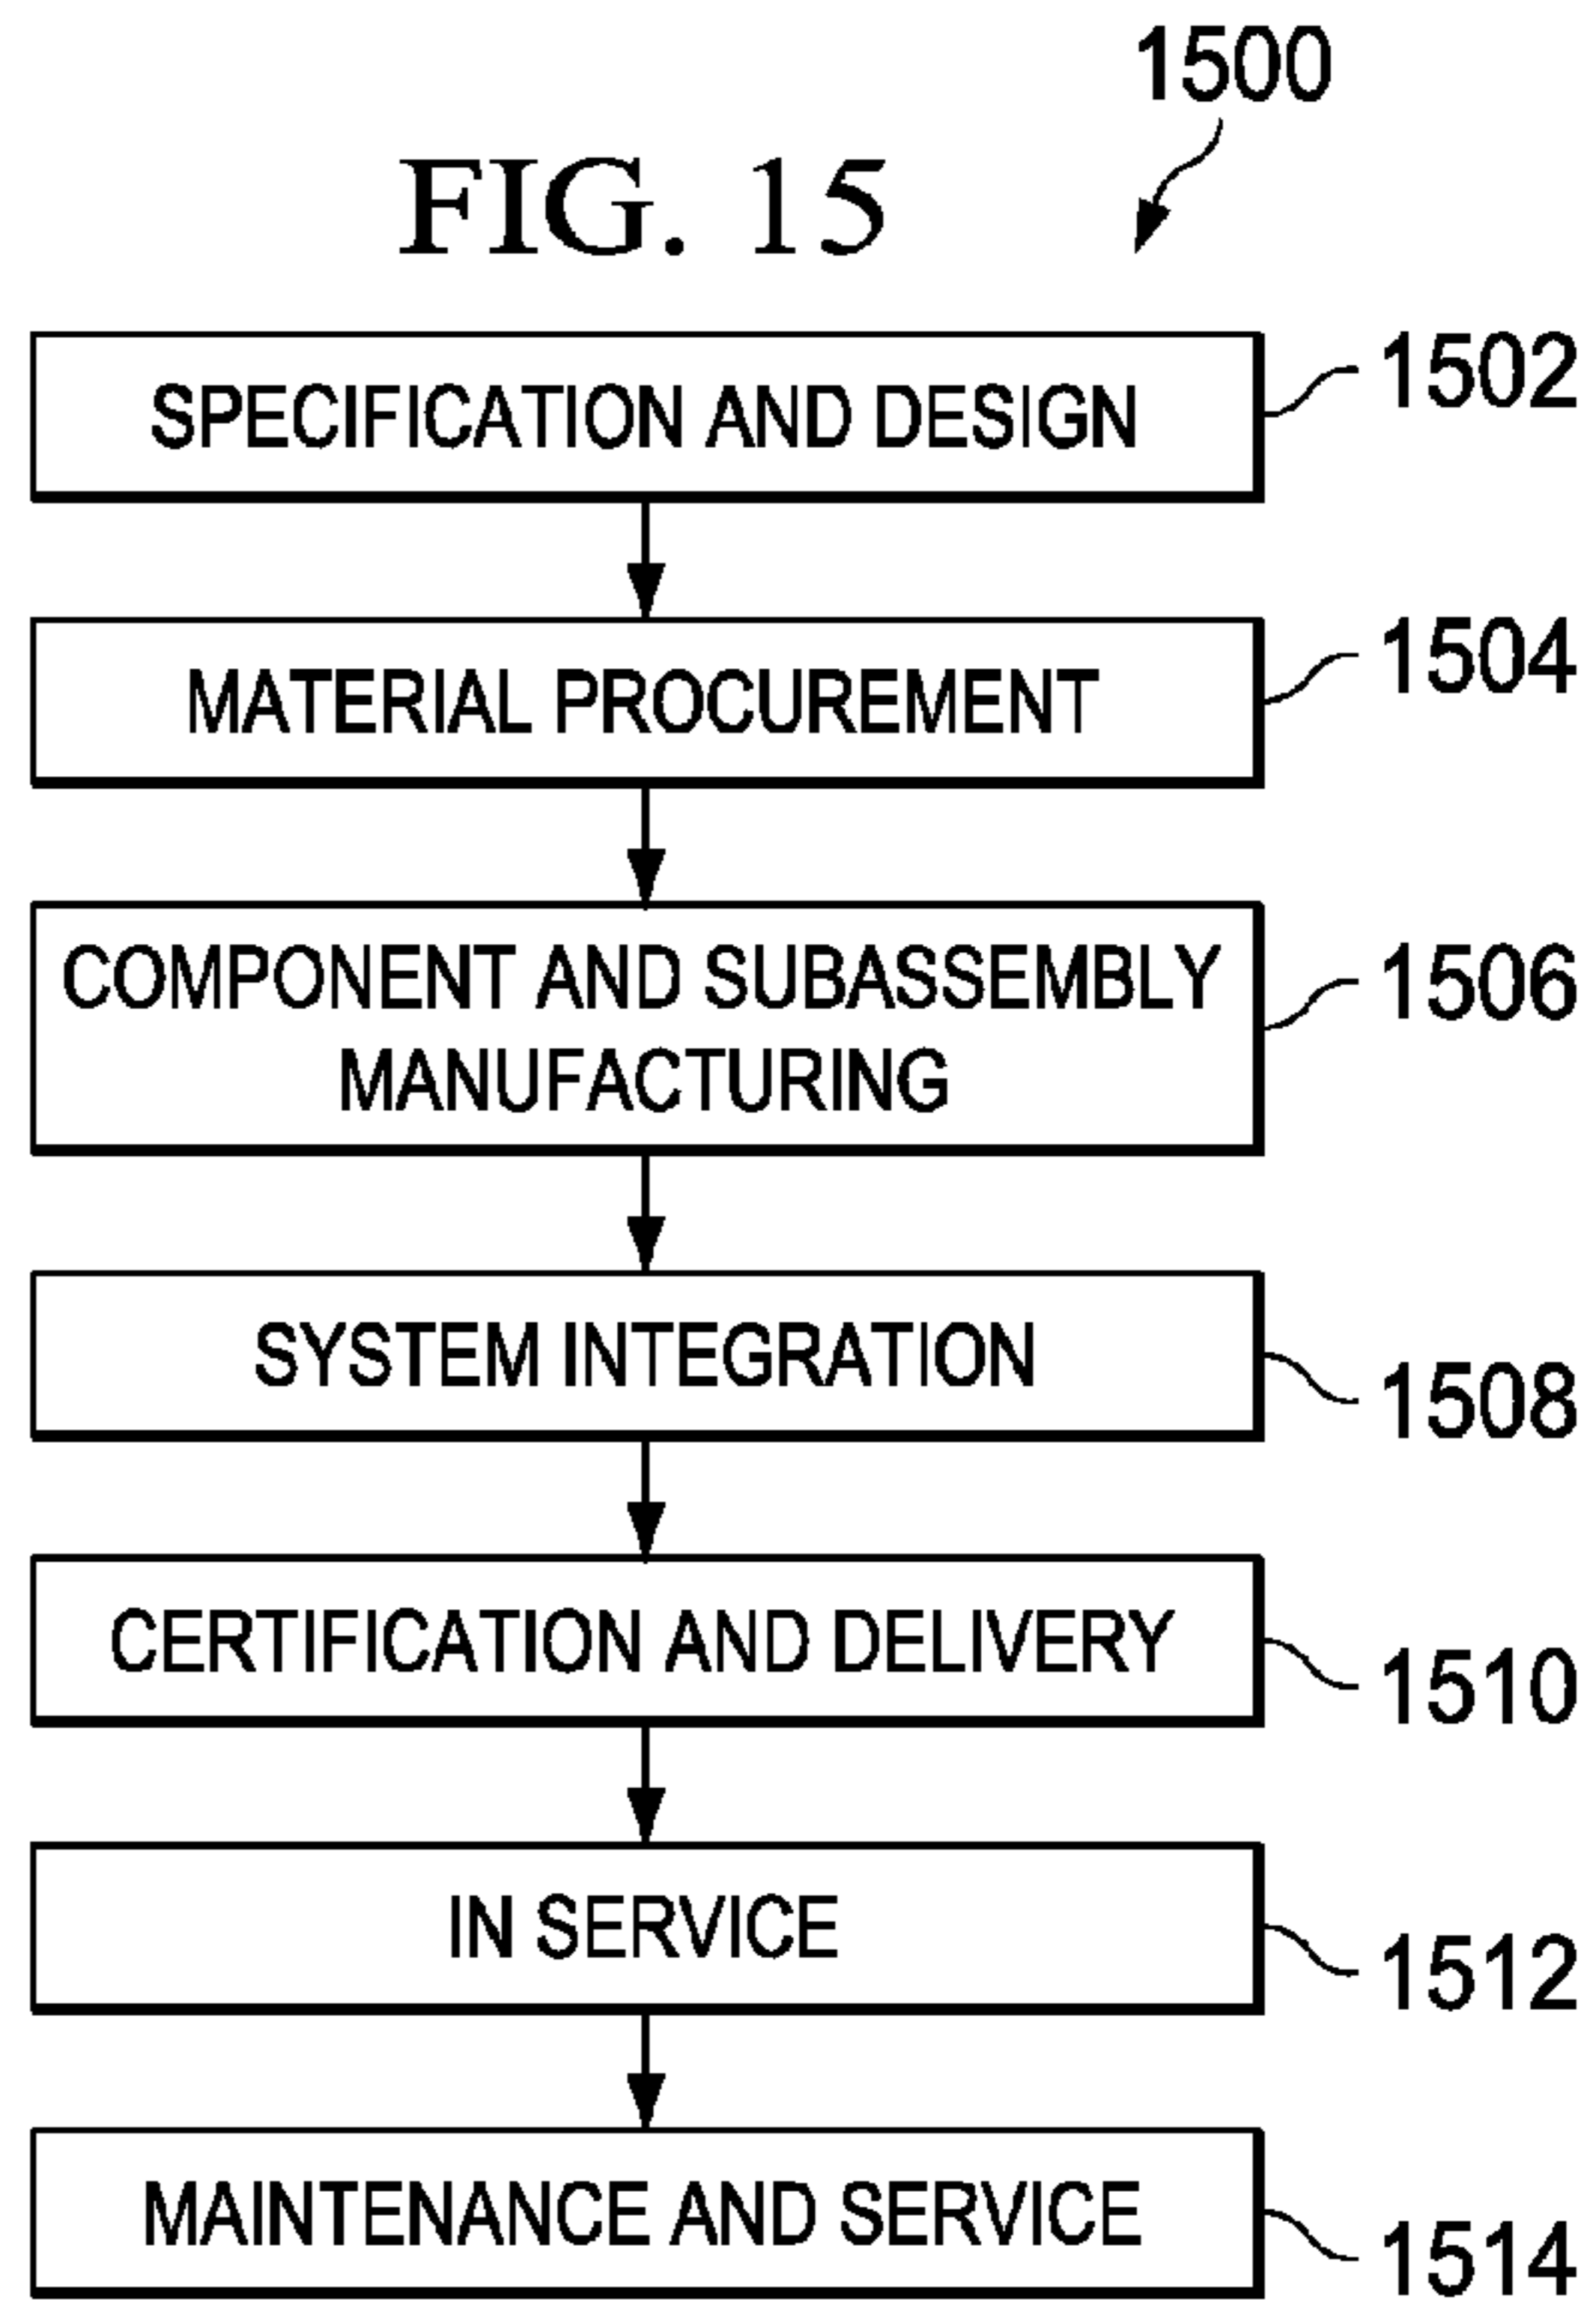 1500
FIG. 15
SPECIFICATION AND DESIGN
1502
MATERIAL PROCUREMENT
1504
COMPONENT AND SUBASSEMBLY
MANUFACTURING
1506
SYSTEM INTEGRATION
1508
CERTIFICATION AND DELIVERY
1510
IN SERVICE
1512
MAINTENANCE AND SERVICE
1514